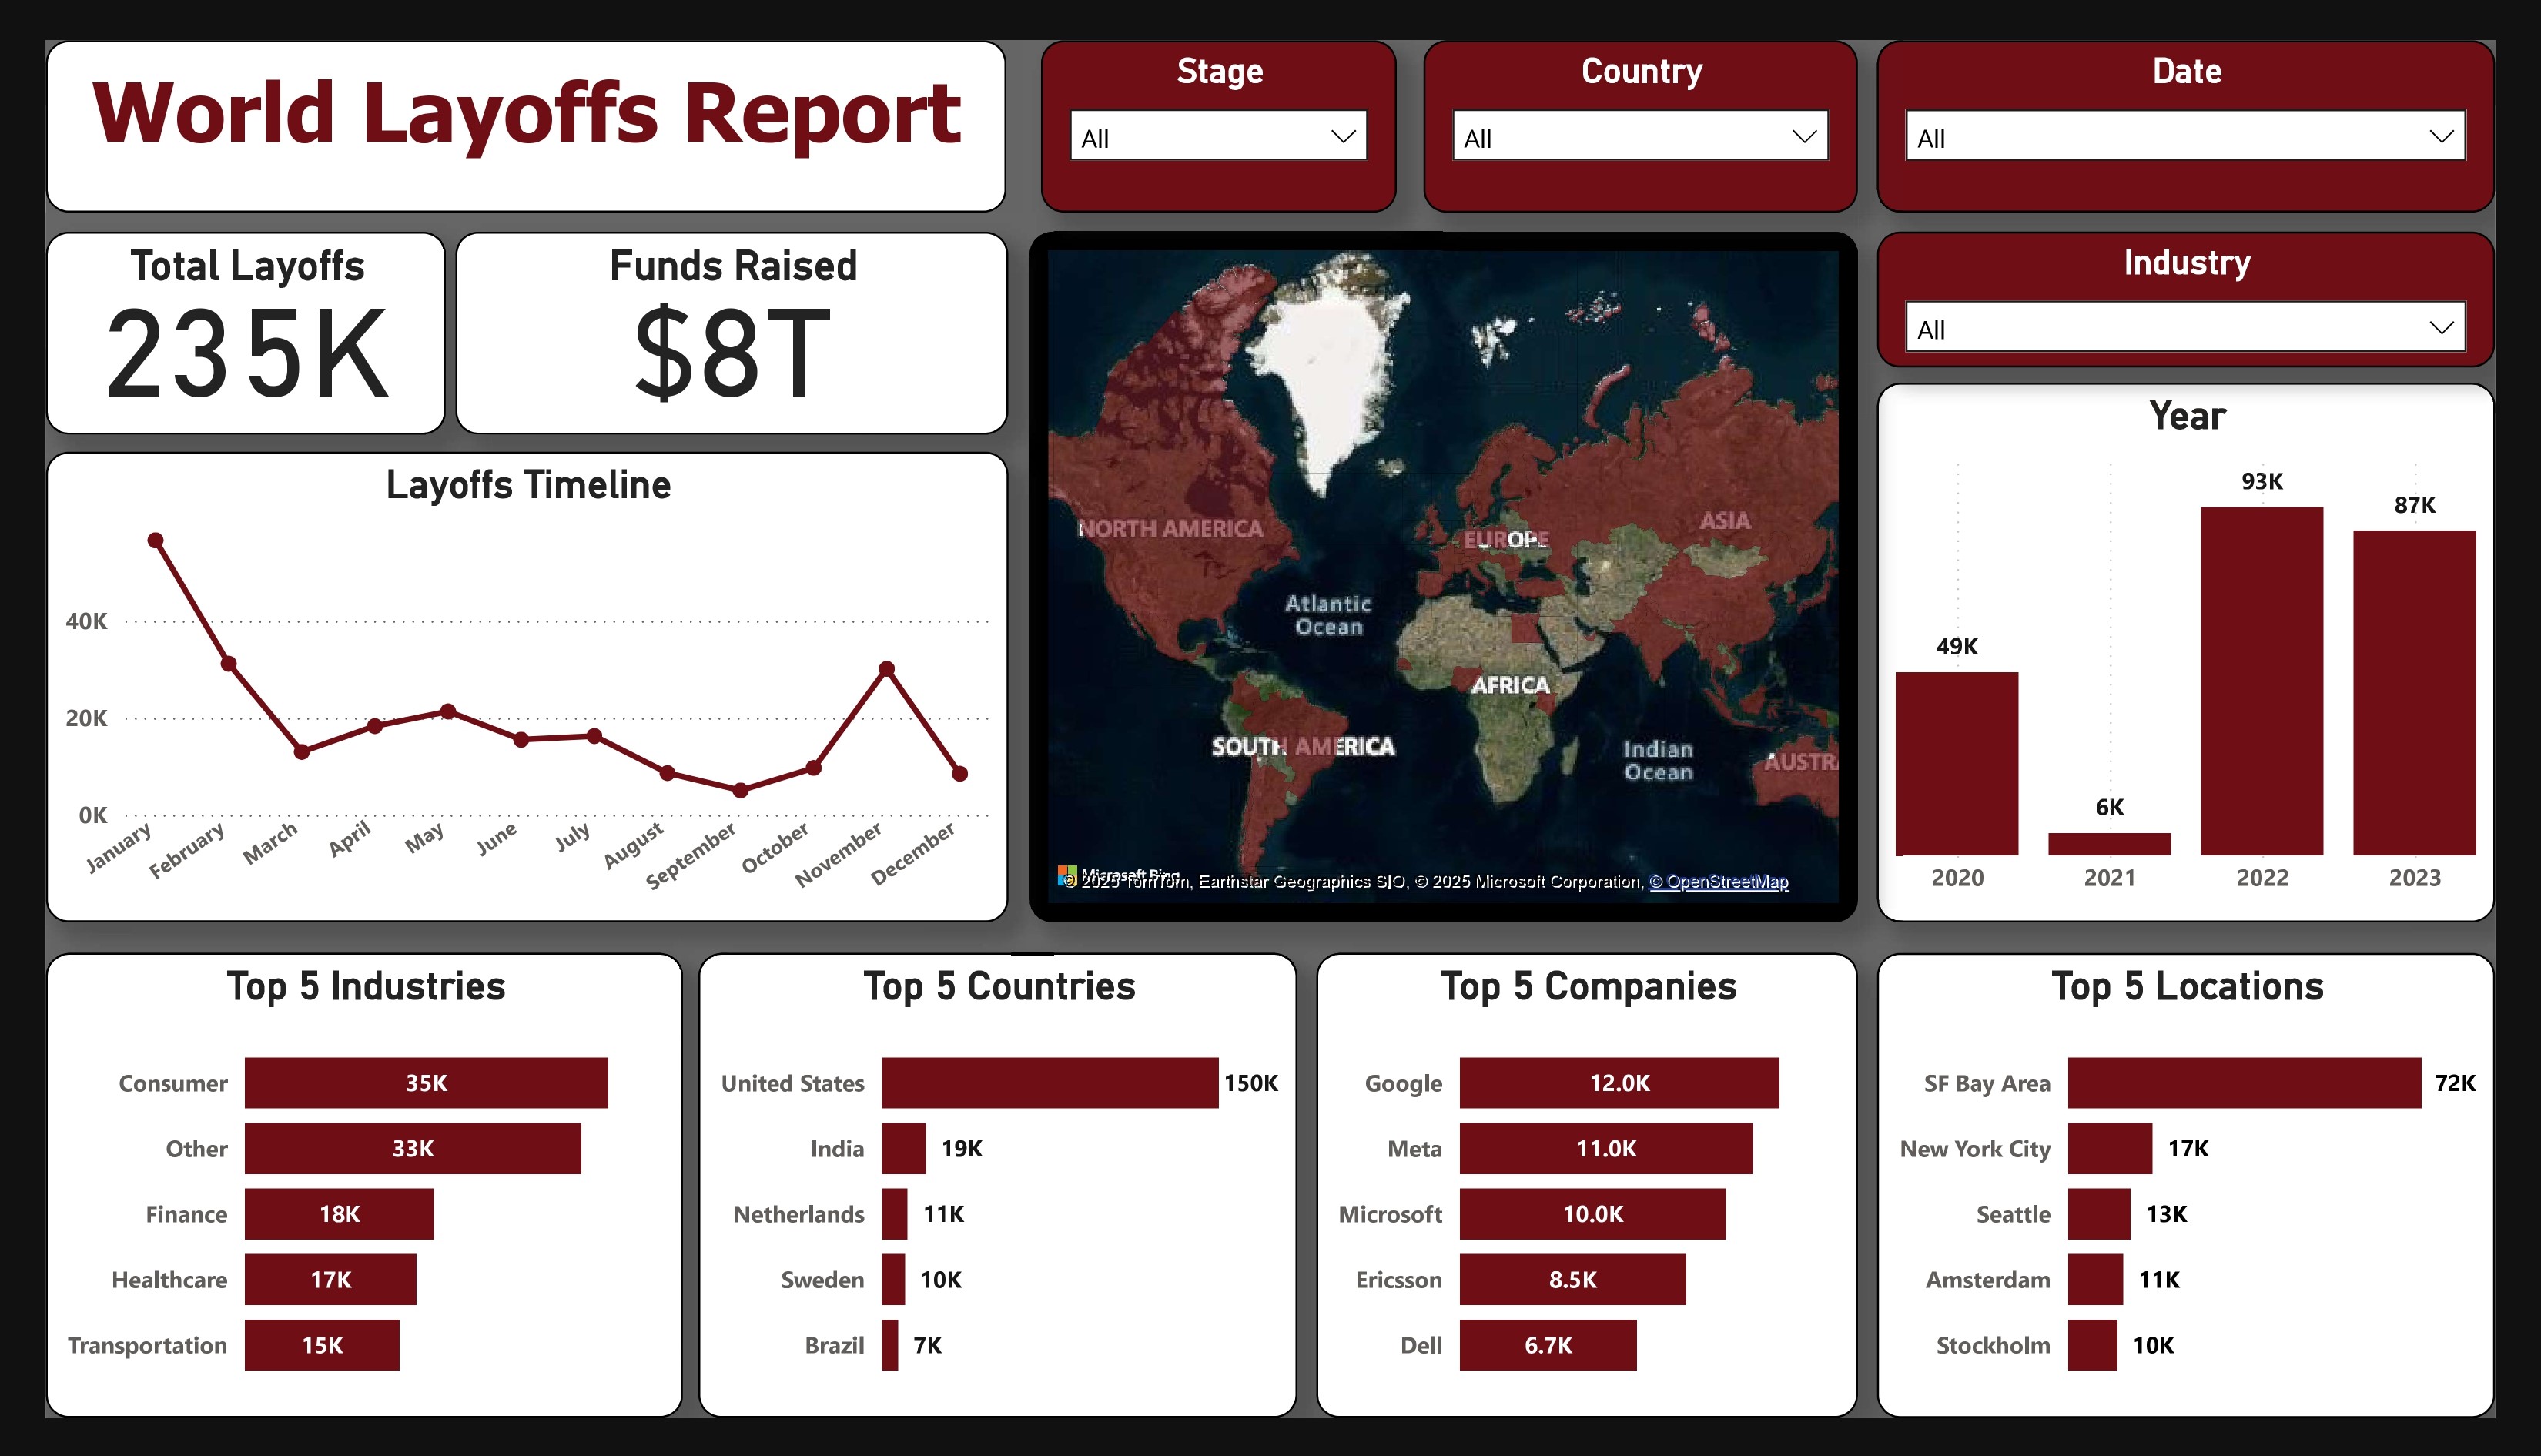 World Layoffs Report
Stage
All
Country
All
Date
All
Total Layoffs
235K
Funds Raised
$8T
Industry
All
Layoffs Timeline
40K
20K
0K
January
February
March
April
May
June
July
August
September
October
November
December
NORTH AMERICA
EUROPE
ASIA
Atlantic
Ocean
AFRICA
SOUTH AMERICA
Indian
Ocean
AUSTRA
Microsoft Bing
© 2025 TomTom, Earthstar Geographics SIO, © 2025 Microsoft Corporation, © OpenStreetMap
Year
49K
6K
93K
87K
2020
2021
2022
2023
Top 5 Industries
Consumer 35K
Other 33K
Finance 18K
Healthcare 17K
Transportation 15K
Top 5 Countries
United States 150K
India 19K
Netherlands 11K
Sweden 10K
Brazil 7K
Top 5 Companies
Google 12.0K
Meta 11.0K
Microsoft 10.0K
Ericsson 8.5K
Dell 6.7K
Top 5 Locations
SF Bay Area 72K
New York City 17K
Seattle 13K
Amsterdam 11K
Stockholm 10K